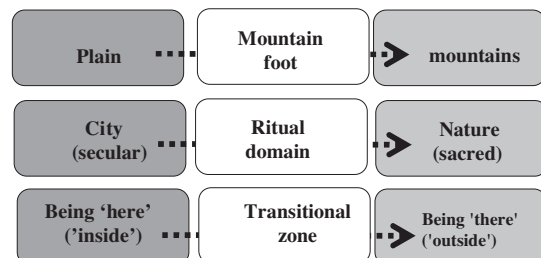 Plain
Mountain
foot
mountains
City
(secular)
Ritual
domain
Nature
(sacred)
Being ‘here’
('inside’)
Transitional
zone
Being 'there'
('outside')